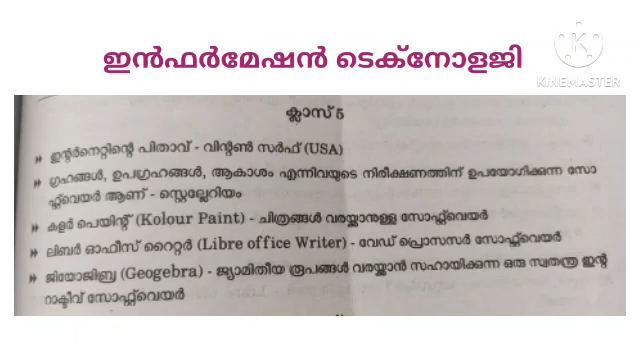 ഇൻഫർമേഷൻ ടെക്നോളജി
KINEMASTER
ക്ലാസ് 5
» ഇന്റർനെറ്റിന്റെ പിതാവ് - വിന്റൺ സർഫ് (USA)
» ഗ്രഹങ്ങൾ, ഉപഗ്രഹങ്ങൾ, ആകാശം എന്നിവയുടെ നിരീക്ഷണത്തിന് ഉപയോഗിക്കുന്ന സോ
ഫ്റ്റ്‌വെയർ ആണ് - സ്റ്റെല്ലേറിയം
» കളർ പെയിന്റ് (Kolour Paint) - ചിത്രങ്ങൾ വരയ്ക്കാനുള്ള സോഫ്റ്റ്‌വെയർ
» ലിബർ ഓഫീസ് റൈറ്റർ (Libre office Writer) - വേഡ് പ്രൊസസർ സോഫ്റ്റ്‌വെയർ
» ജിയോജിബ്ര (Geogebra) - ജ്യാമിതീയ രൂപങ്ങൾ വരയ്ക്കാൻ സഹായിക്കുന്ന ഒരു സ്വതന്ത്ര ഇന്റ
റാക്ടീവ് സോഫ്റ്റ്‌വെയർ